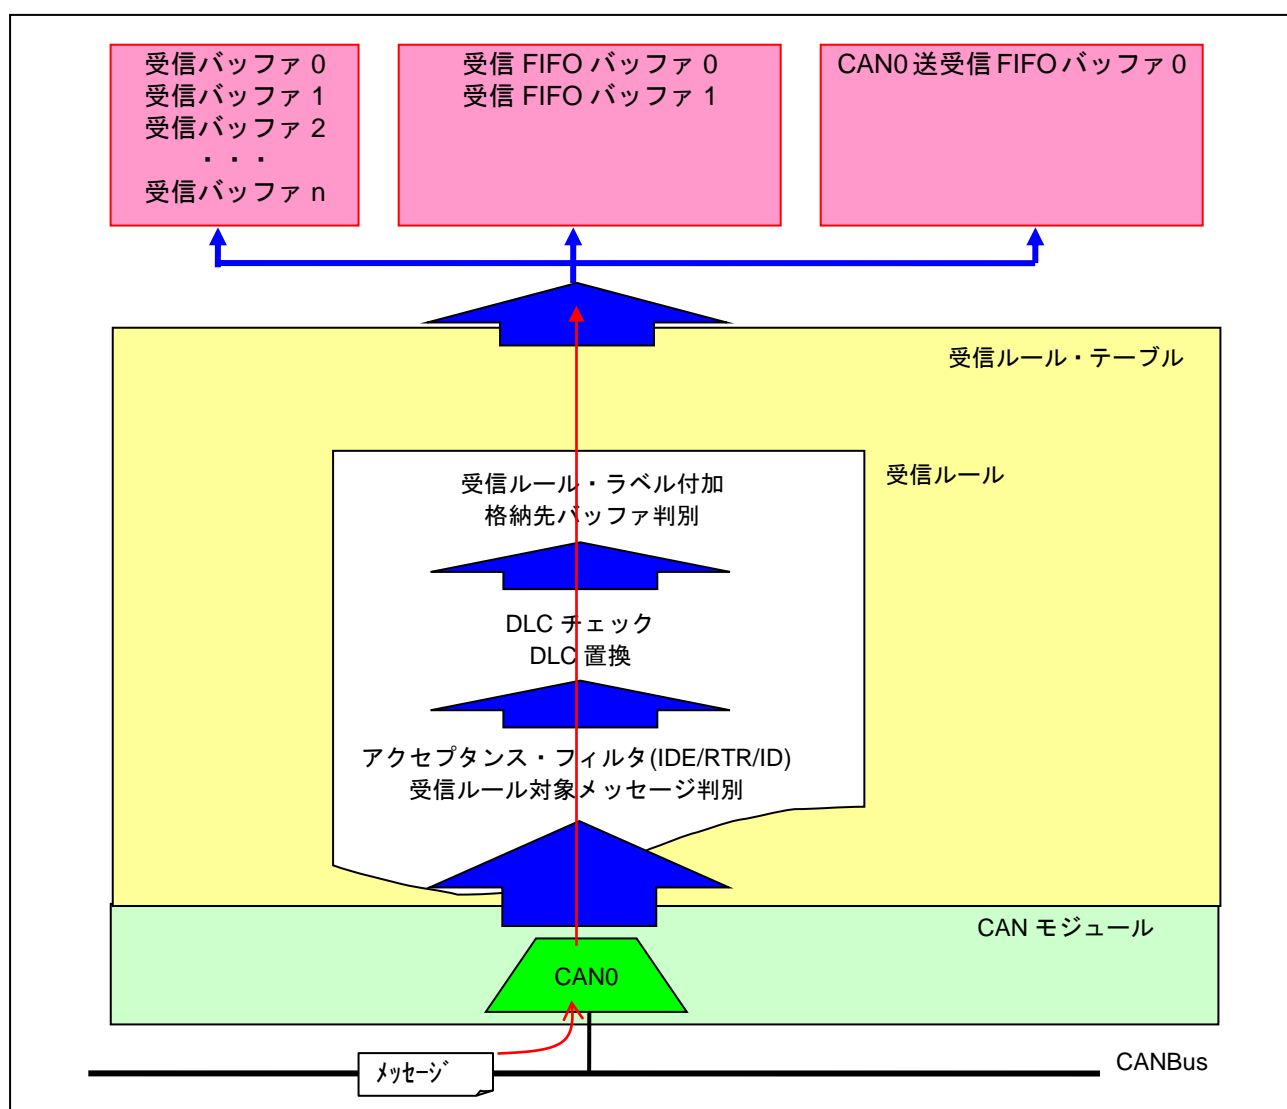 受信バッファ 0
受信バッファ 1
受信バッファ 2
・・・
受信バッファ n
受信 FIFO バッファ 0
受信 FIFO バッファ 1
CAN0 送受信 FIFO バッファ 0
受信ルール・テーブル
受信ルール
受信ルール・ラベル付加
格納先バッファ判別
DLC チェック
DLC 置換
アクセプタンス・フィルタ(IDE/RTR/ID)
受信ルール対象メッセージ判別
CAN モジュール
CAN0
ﾒｯｾｰｼﾞ
CANBus